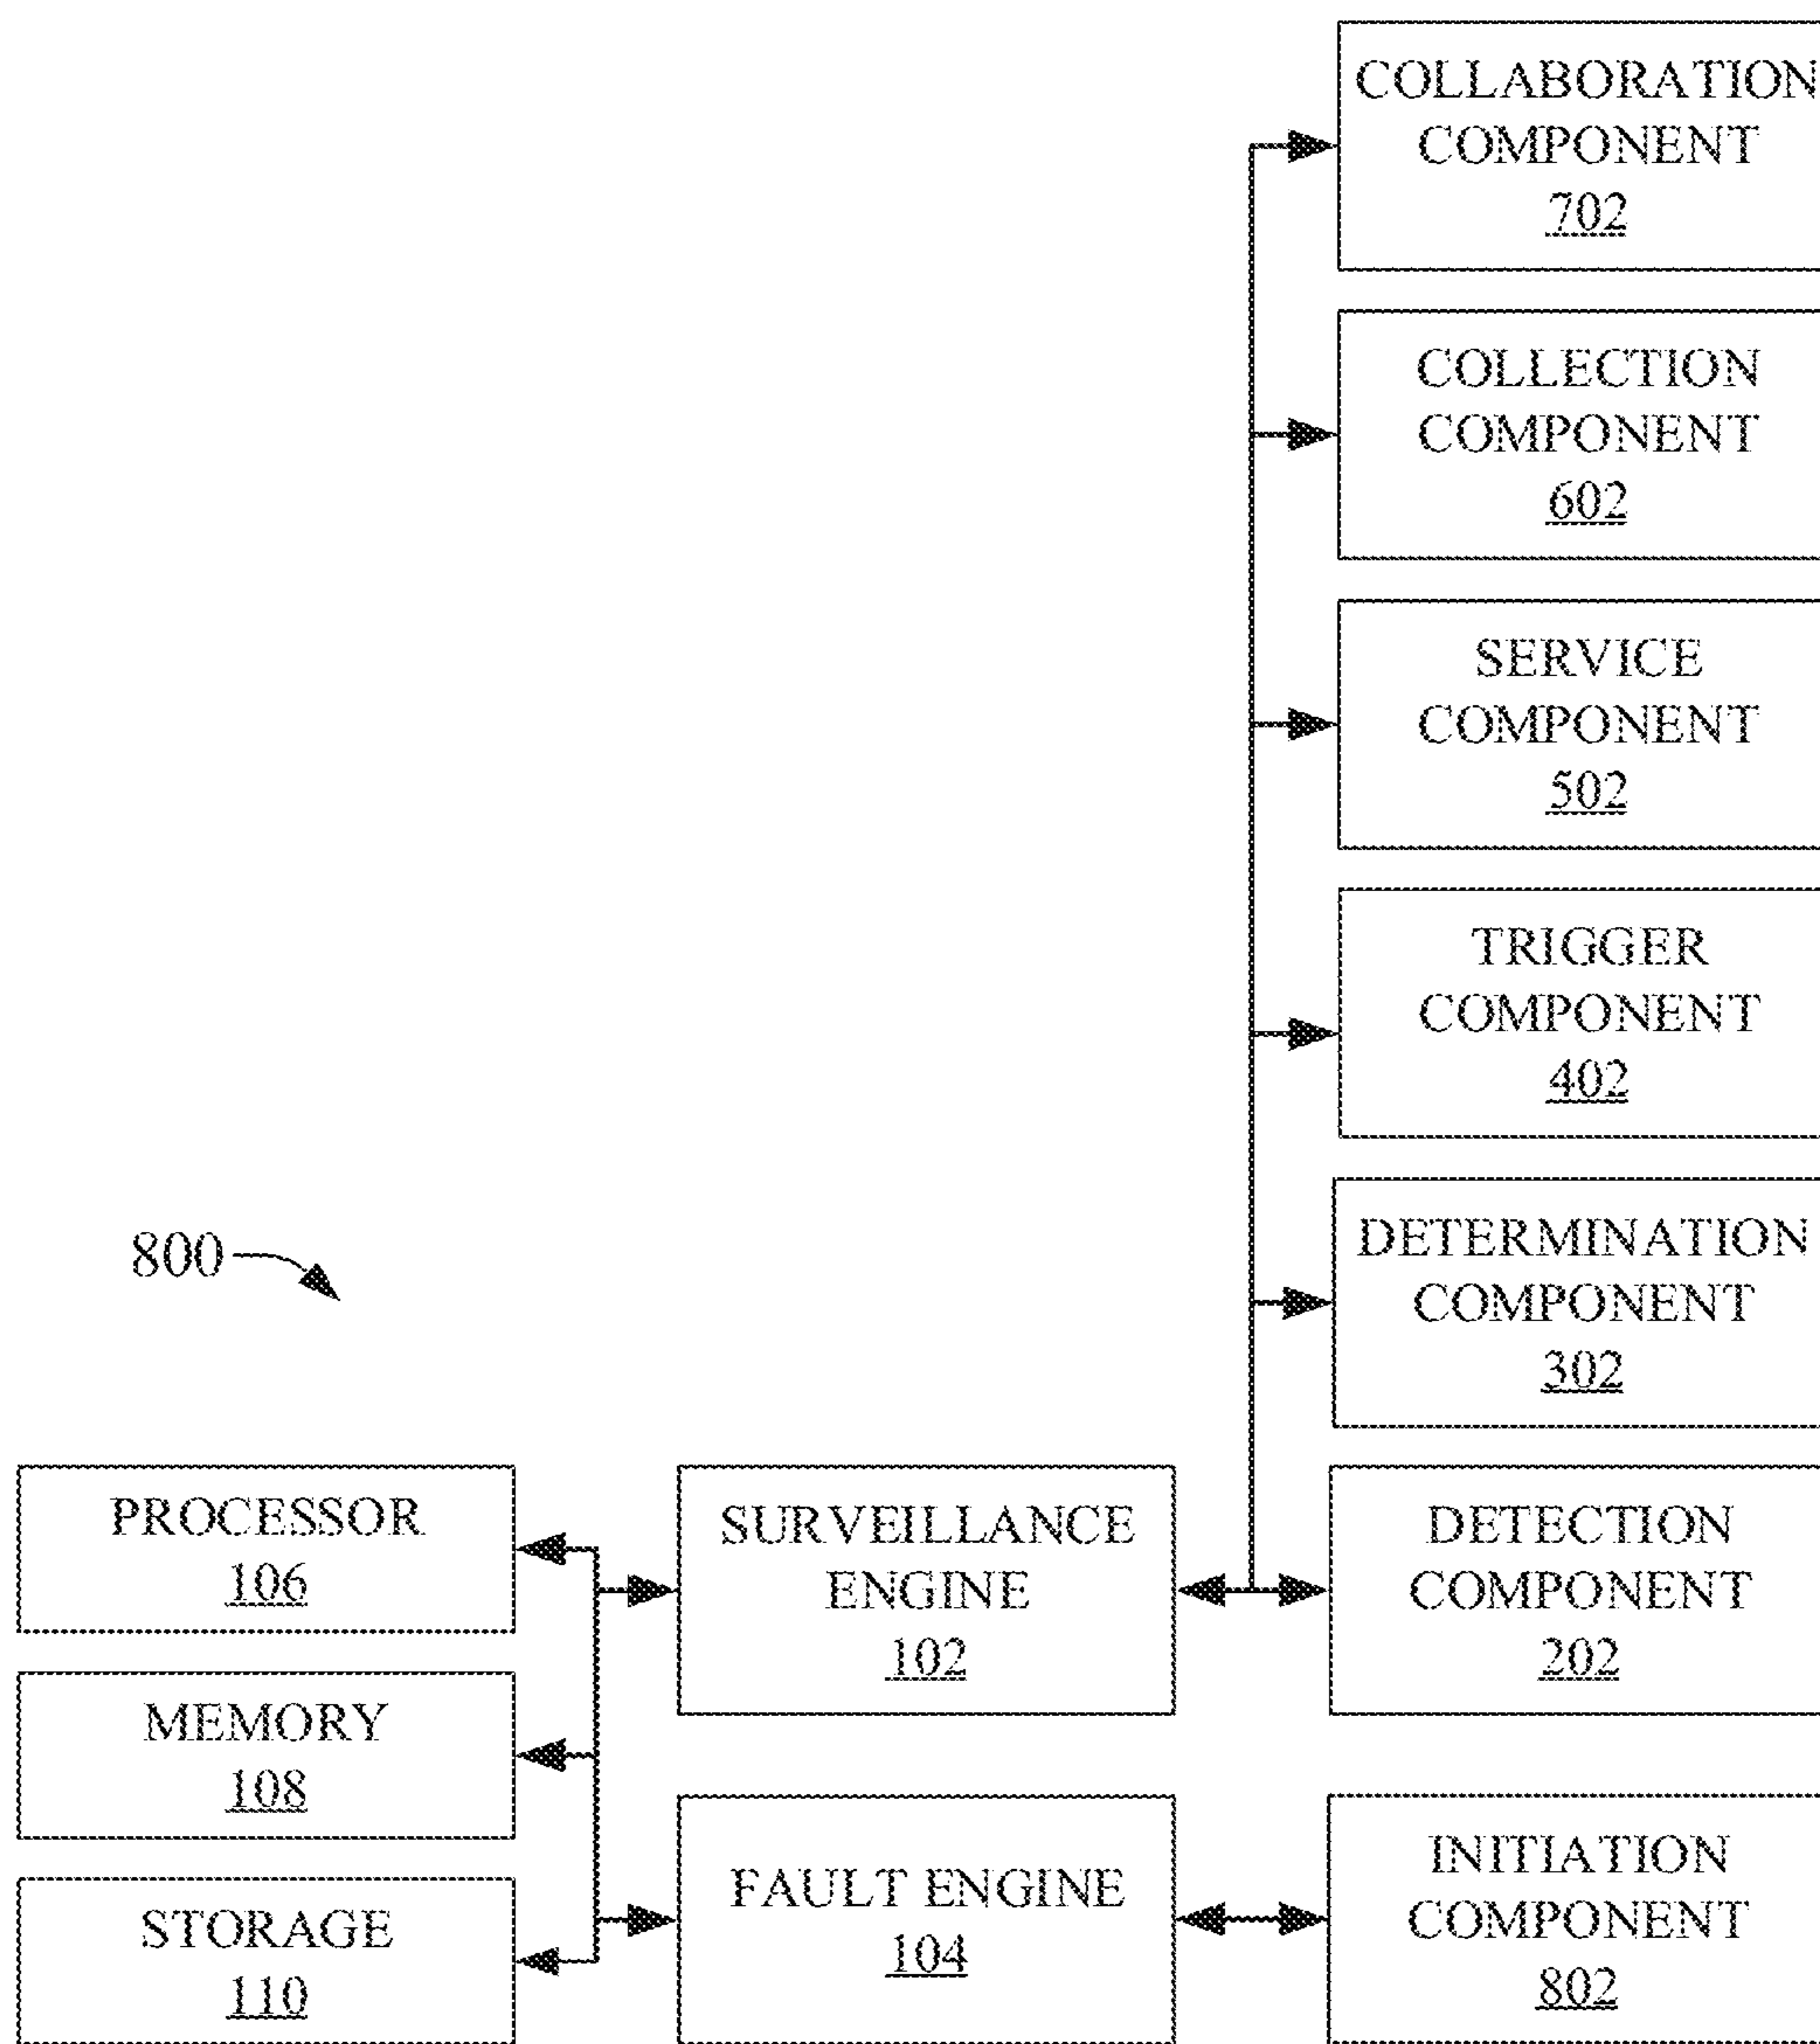 COLLABORATION
COMPONENT
702
COLLECTION
COMPONENT
602
SERVICE
COMPONENT
502
TRIGGER
COMPONENT
402
DETERMINATION
COMPONENT
302
800
PROCESSOR
106
SURVEILLANCE
ENGINE
102
DETECTION
COMPONENT
202
MEMORY
108
STORAGE
110
FAULT ENGINE
104
INITIATION
COMPONENT
802